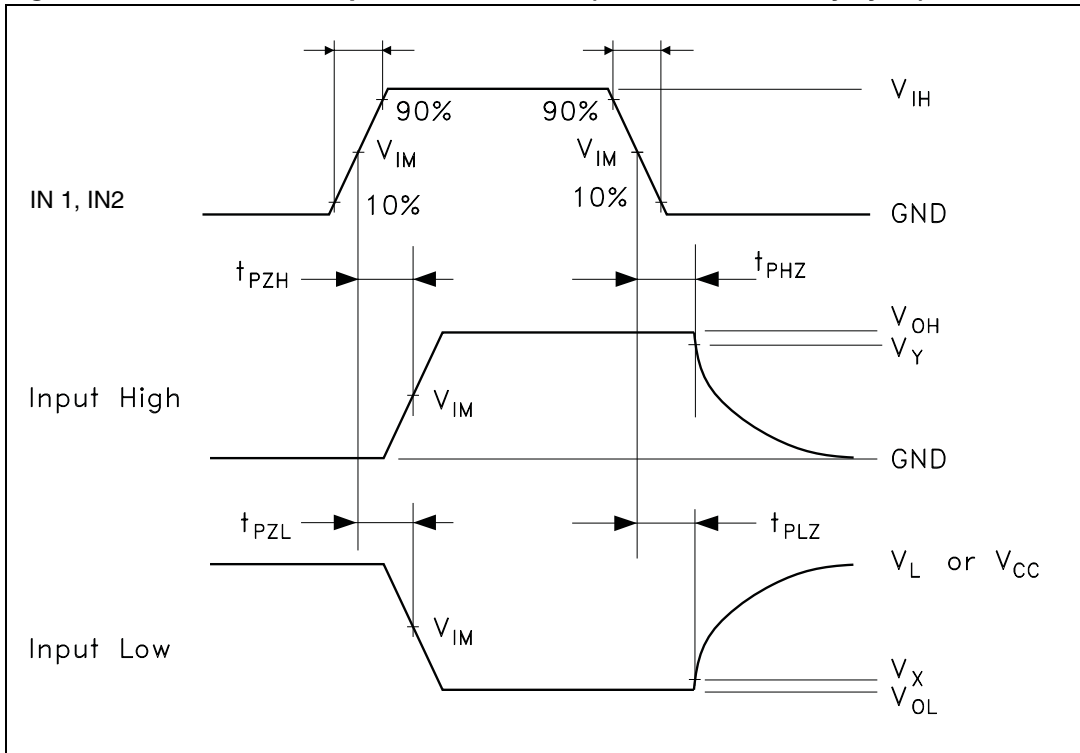 90%
90%
V_IH
V_IM
V_IM
IN 1, IN2
10%
10%
GND
t_PZH
t_PHZ
V_OH
V_Y
Input High
V_IM
GND
t_PZL
t_PLZ
V_L or V_CC
V_IM
Input Low
V_X
V_OL